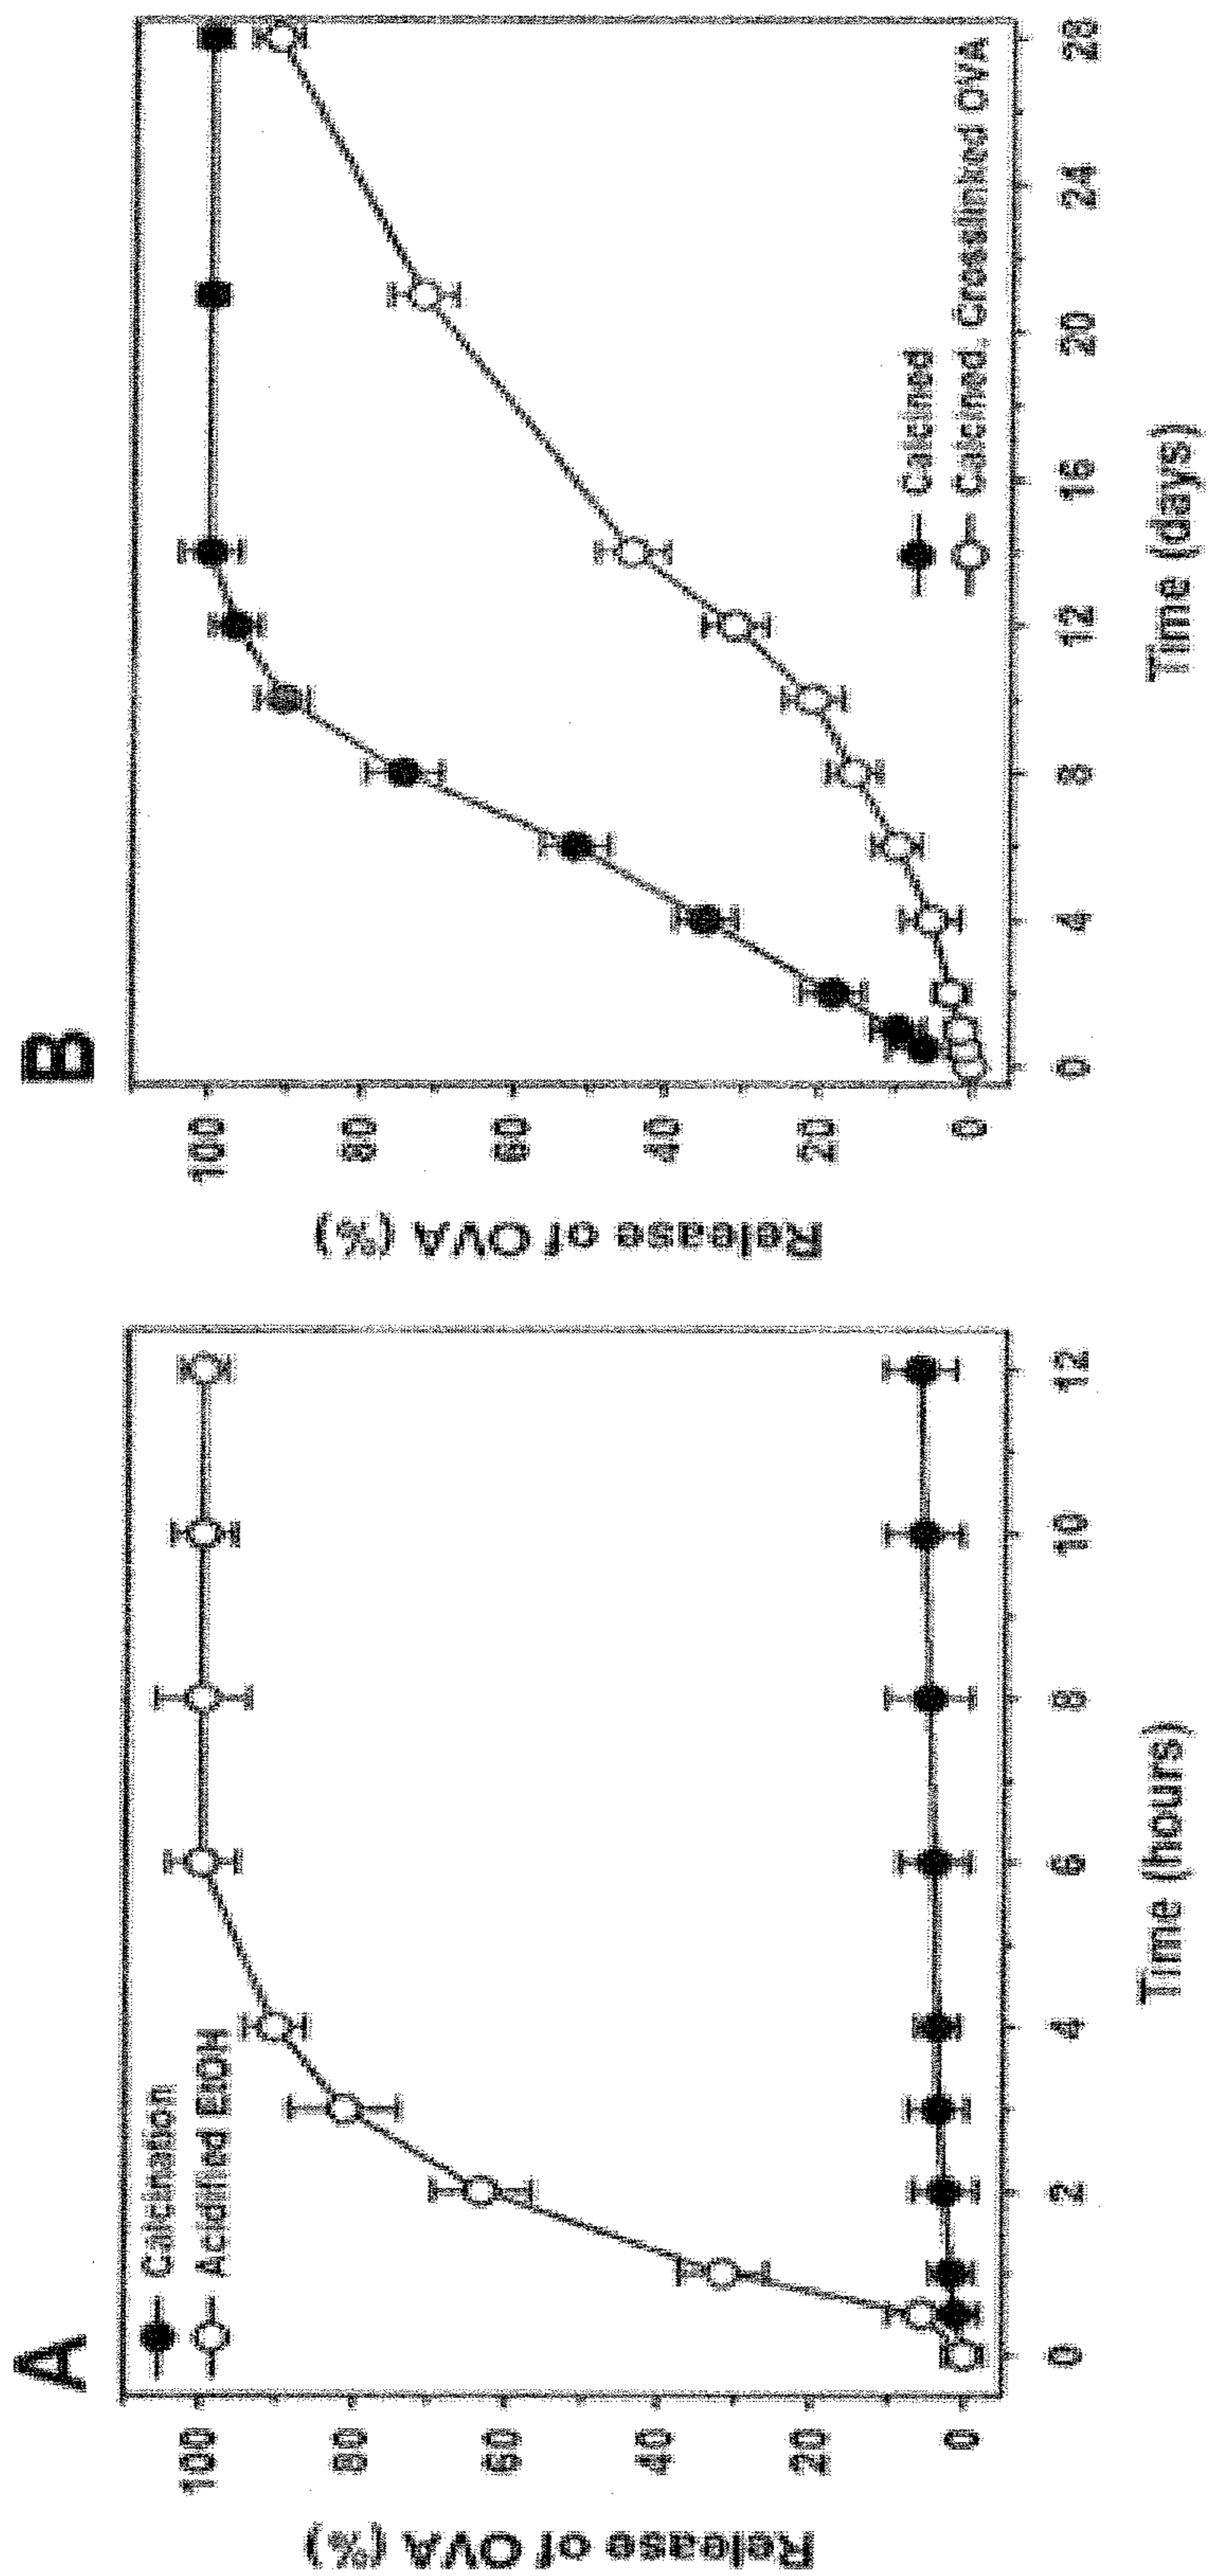 A
Calcination
Acidified EtOH
Release of OVA (%)
100
80
60
40
20
0
0 2 4 6 8 10 12
Time (hours)
B
Release of OVA (%)
100
80
60
40
20
0
Calcined
Calcined, Crosslinked OVA
0 4 8 12 16 20 24 28
Time (days)